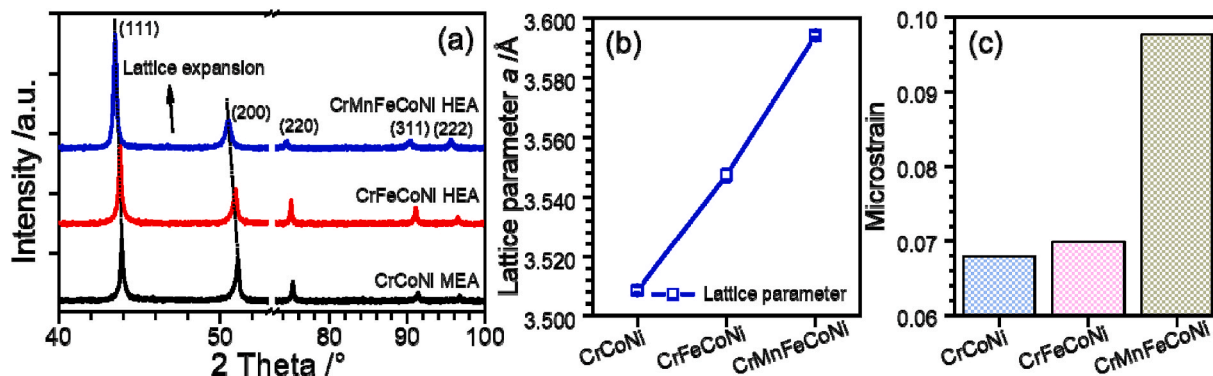 (a)
(111)
Lattice expansion
CrMnFeCoNI HEA
(200)
(220)
(311) (222)
CrFeCoNI HEA
CrCoNI MEA
Intensity /a.u.
40 50 60 80 90 100
2 Theta /°
(b)
Lattice parameter a /Å
3.600
3.580
3.560
3.540
3.520
3.500
Lattice parameter
CrCoNi
CrFeCoNi
CrMnFeCoNi
(c)
Microstrain
0.10
0.09
0.08
0.07
0.06
CrCoNi
CrFeCoNi
CrMnFeCoNi